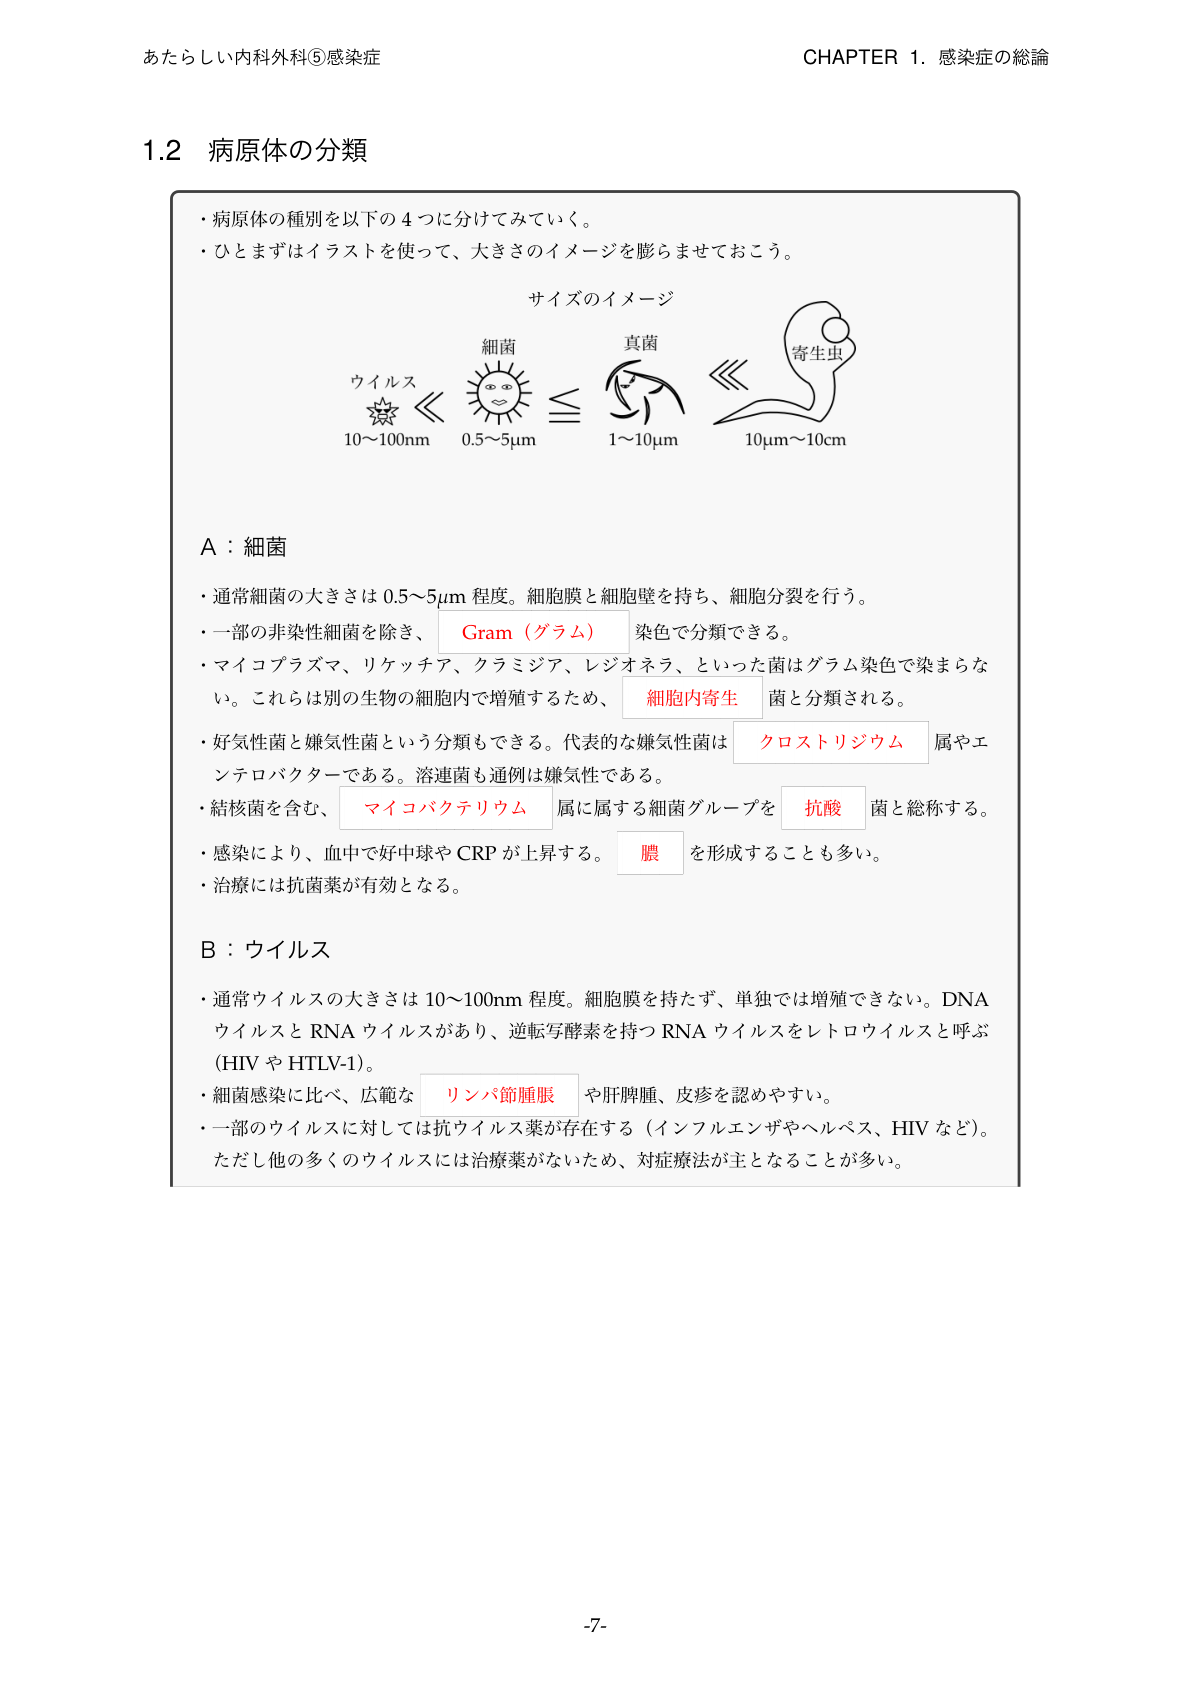 あたらしい内科外科⑤感染症
CHAPTER 1. 感染症の総論
1.2 病原体の分類
・病原体の種別を以下の 4 つに分けてみていく。
・ひとまずはイラストを使って、大きさのイメージを膨らませておこう。
サイズのイメージ
ウイルス ≪ 細菌 ≦ 真菌 ⋘ 寄生虫
10〜100nm 0.5〜5μm 1〜10μm 10μm〜10cm
A：細菌
・通常細菌の大きさは 0.5〜5μm 程度。細胞膜と細胞壁を持ち、細胞分裂を行う。
・一部の非染性細菌を除き、 Gram（グラム） 染色で分類できる。
・マイコプラズマ、リケッチア、クラミジア、レジオネラ、といった菌はグラム染色で染まらな
い。これらは別の生物の細胞内で増殖するため、 細胞内寄生 菌と分類される。
・好気性菌と嫌気性菌という分類もできる。代表的な嫌気性菌は クロストリジウム 属やエ
ンテロバクターである。溶連菌も通例は嫌気性である。
・結核菌を含む、 マイコバクテリウム 属に属する細菌グループを 抗酸 菌と総称する。
・感染により、血中で好中球や CRP が上昇する。 膿 を形成することも多い。
・治療には抗菌薬が有効となる。
B：ウイルス
・通常ウイルスの大きさは 10〜100nm 程度。細胞膜を持たず、単独では増殖できない。DNA
ウイルスと RNA ウイルスがあり、逆転写酵素を持つ RNA ウイルスをレトロウイルスと呼ぶ
（HIV や HTLV-1）。
・細菌感染に比べ、広範な リンパ節腫脹 や肝脾腫、皮疹を認めやすい。
・一部のウイルスに対しては抗ウイルス薬が存在する（インフルエンザやヘルペス、HIV など）。
ただし他の多くのウイルスには治療薬がないため、対症療法が主となることが多い。
-7-